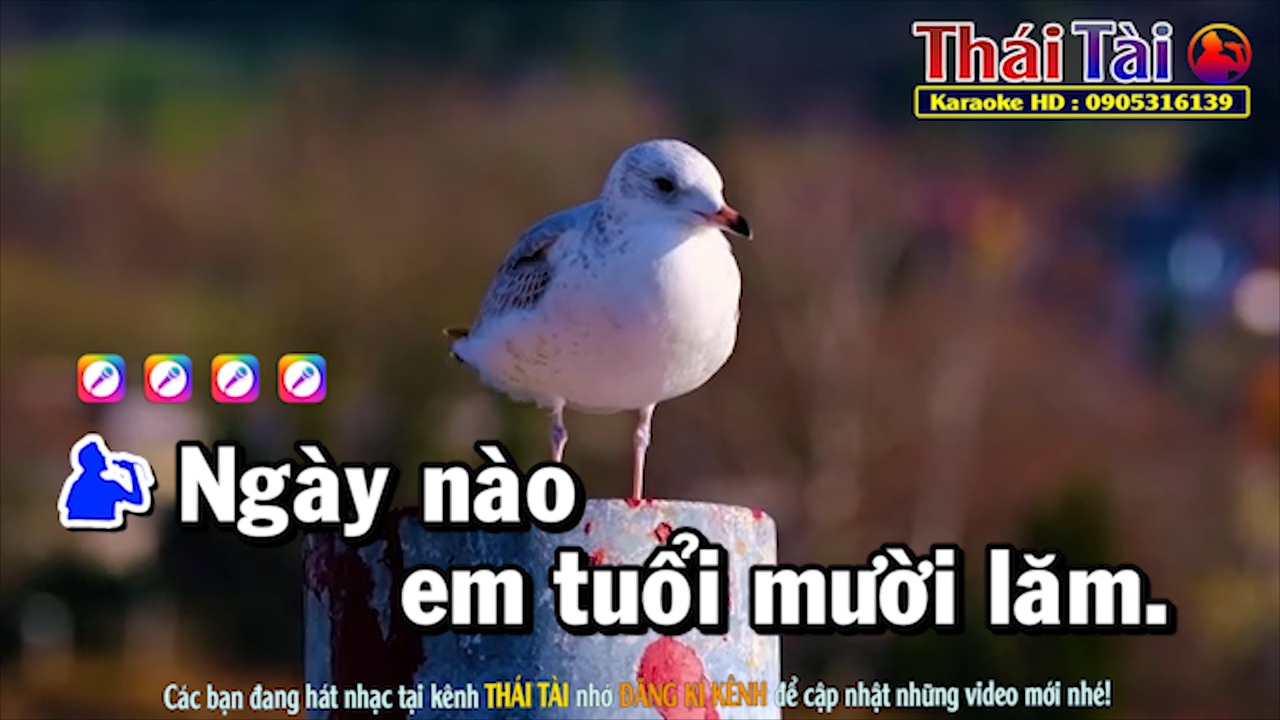 Thái Tài
Karaoke HD : 0905316139
Ngày nào
em tuổi mười lăm.
Các bạn đang hát nhạc tại kênh THÁI TÀI nhớ ĐĂNG KÍ KÊNH để cập nhật những video mới nhé!